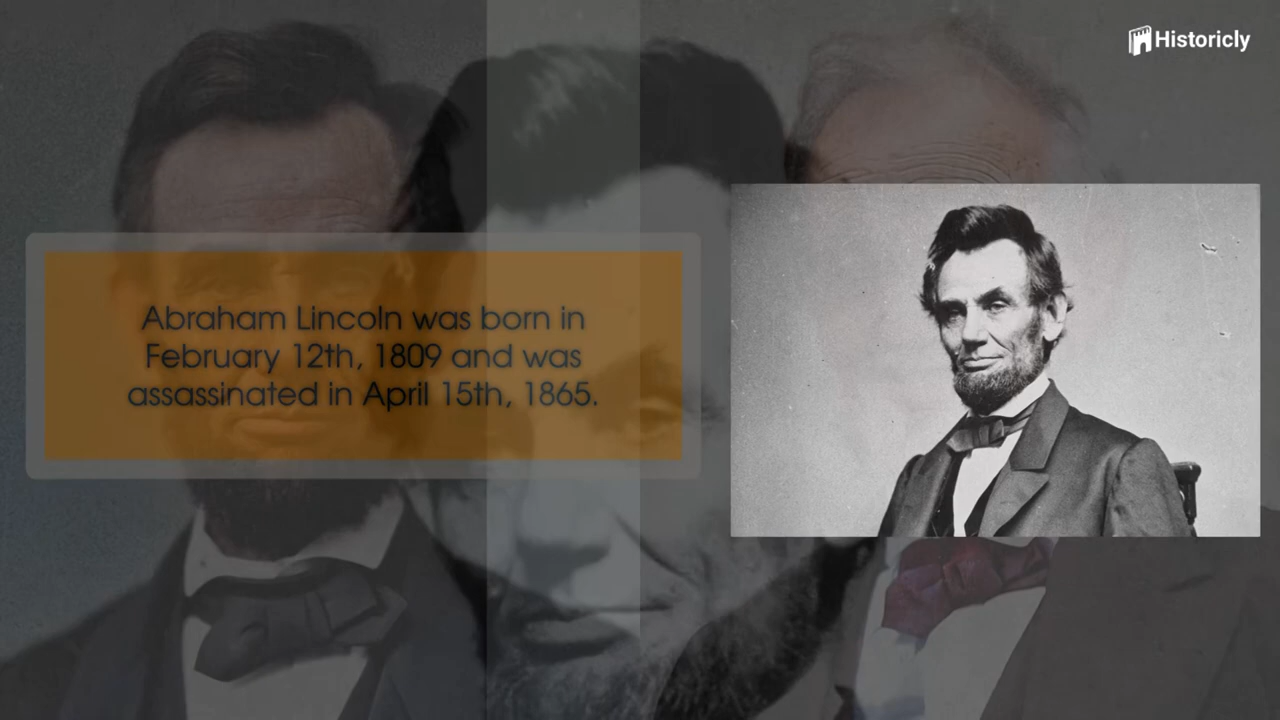 Historicly
Abraham Lincoln was born in
February 12th, 1809 and was
assassinated in April 15th, 1865.